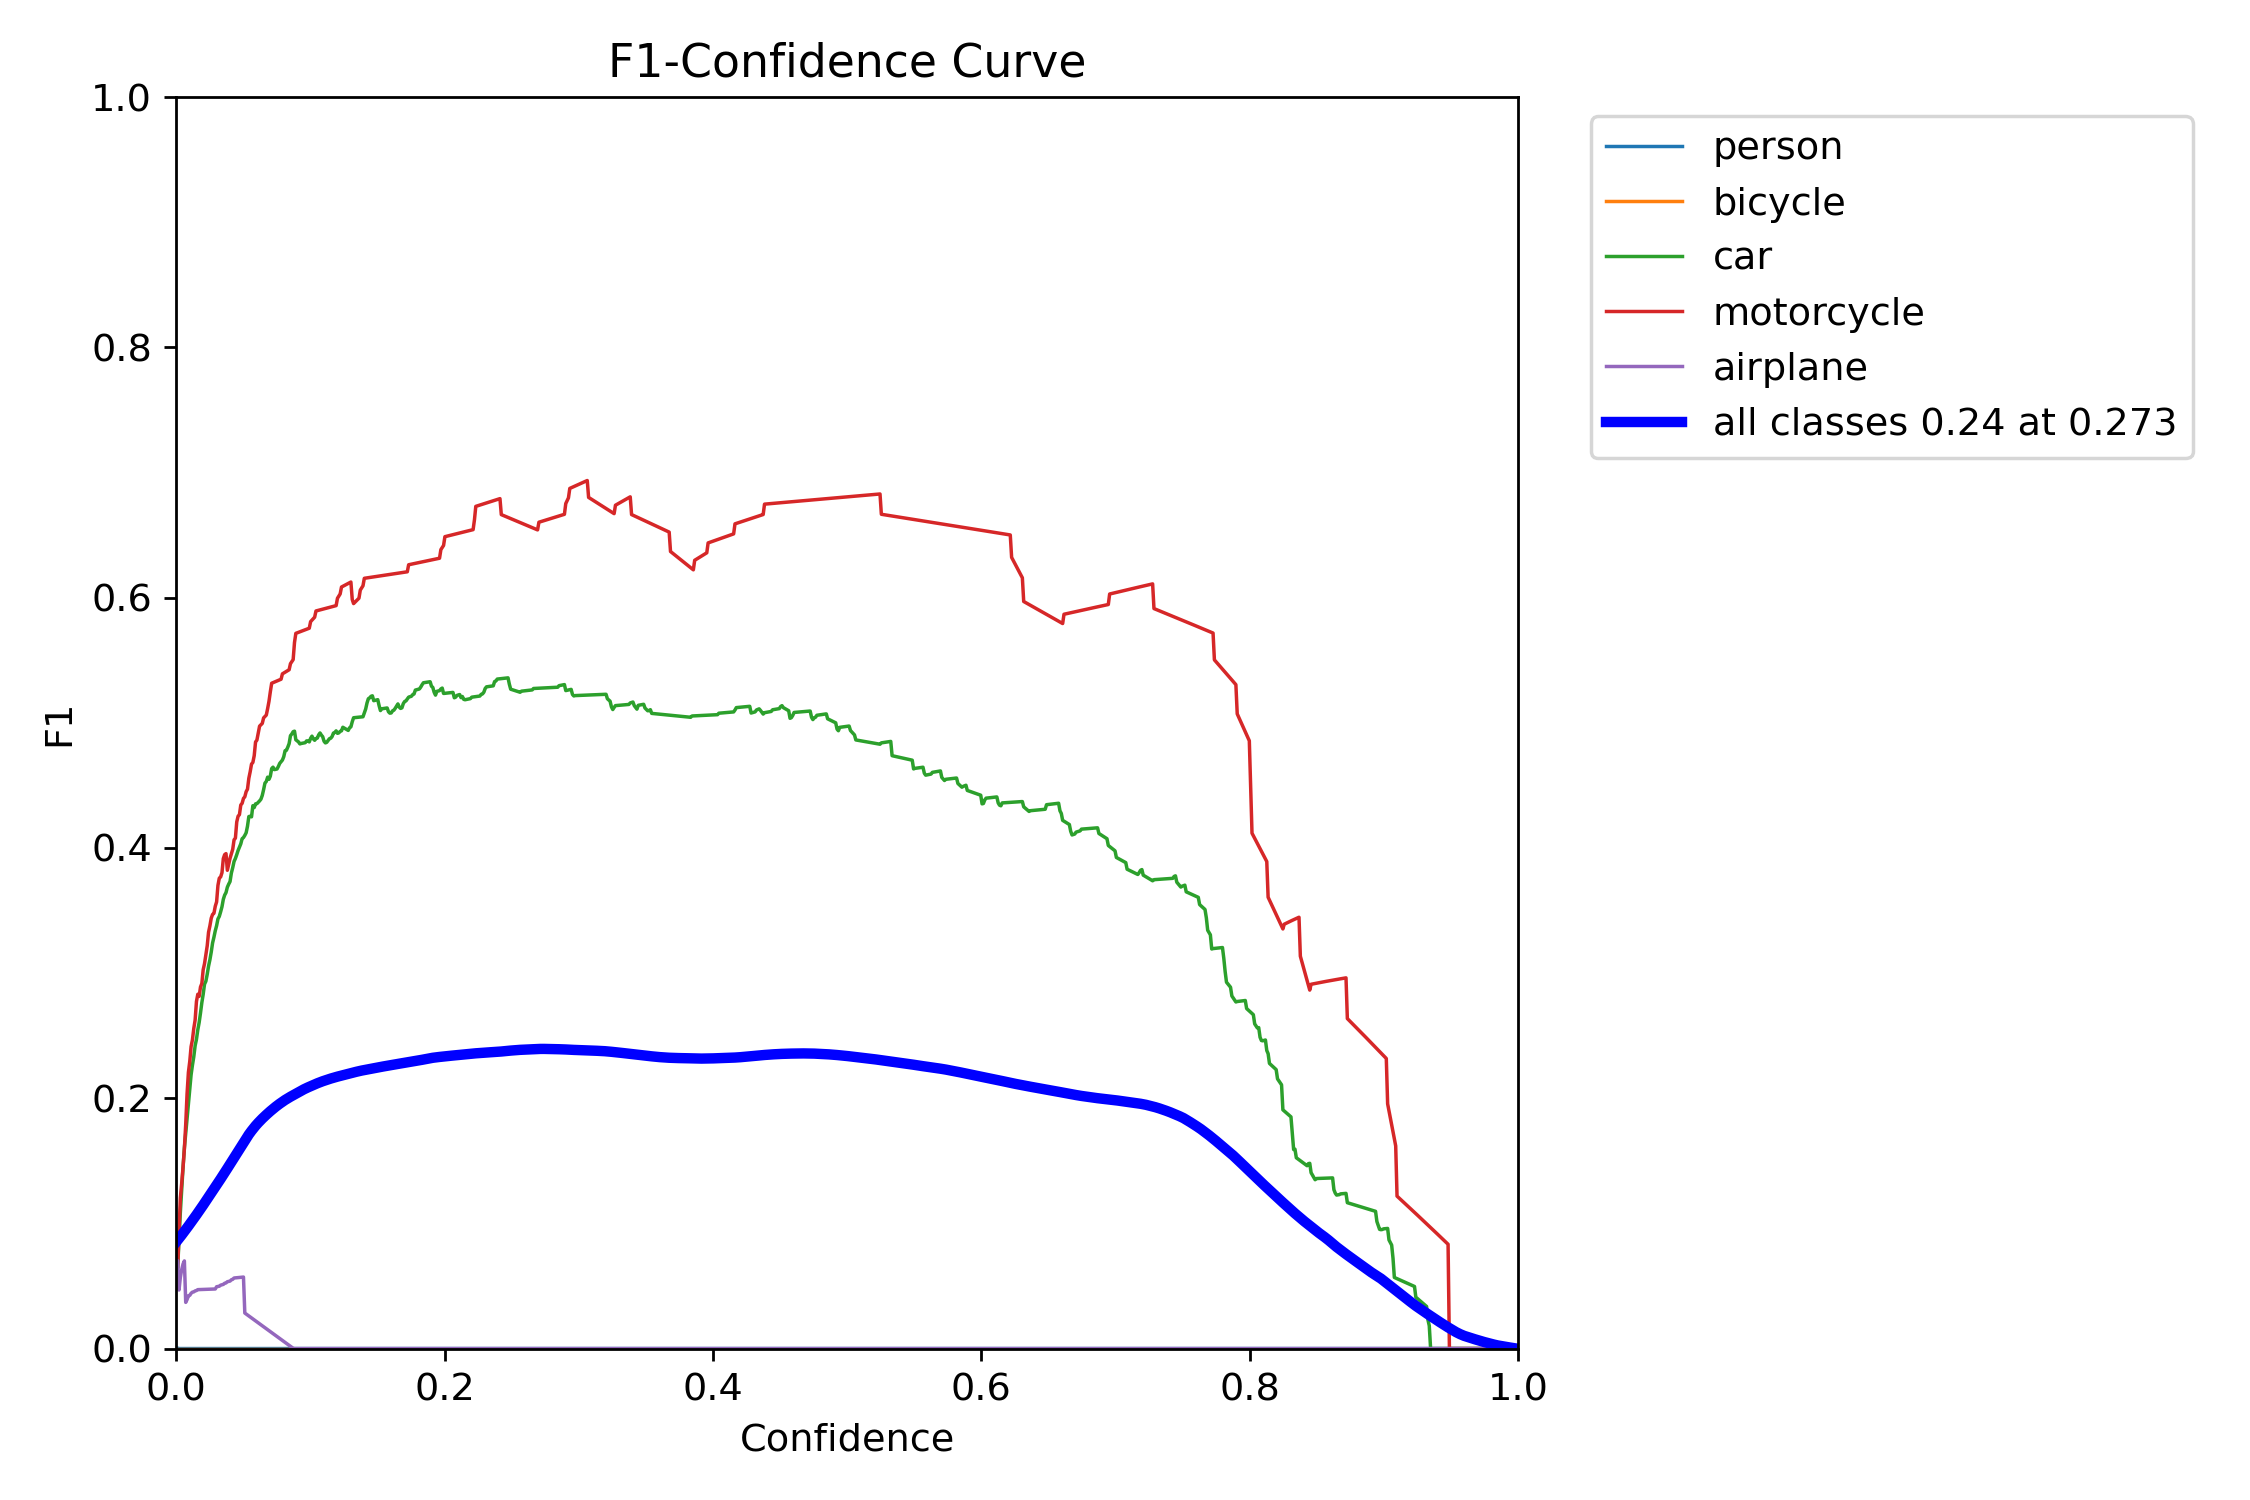 F1-Confidence Curve
1.0
0.8
0.6
0.4
0.2
0.0
F1
0.0 0.2 0.4 0.6 0.8 1.0
Confidence
person
bicycle
car
motorcycle
airplane
all classes 0.24 at 0.273